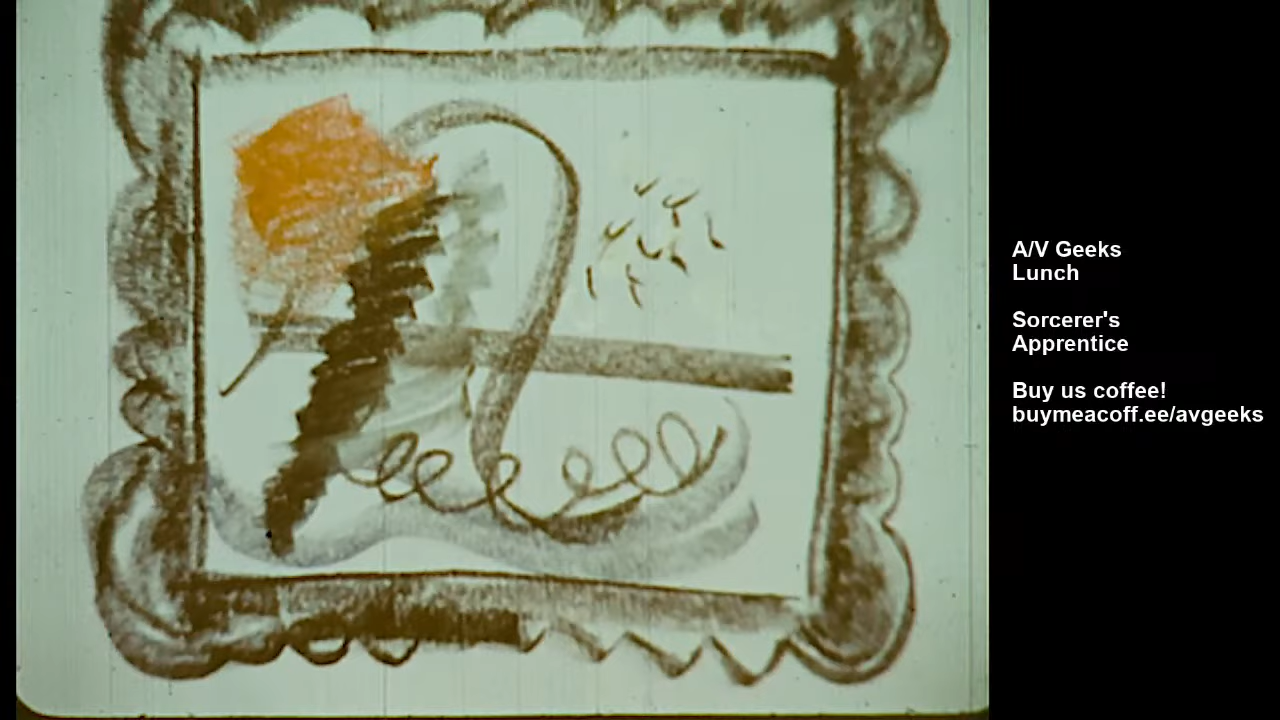 A/V Geeks
Lunch
Sorcerer's
Apprentice
Buy us coffee!
buymeacoff.ee/avgeeks